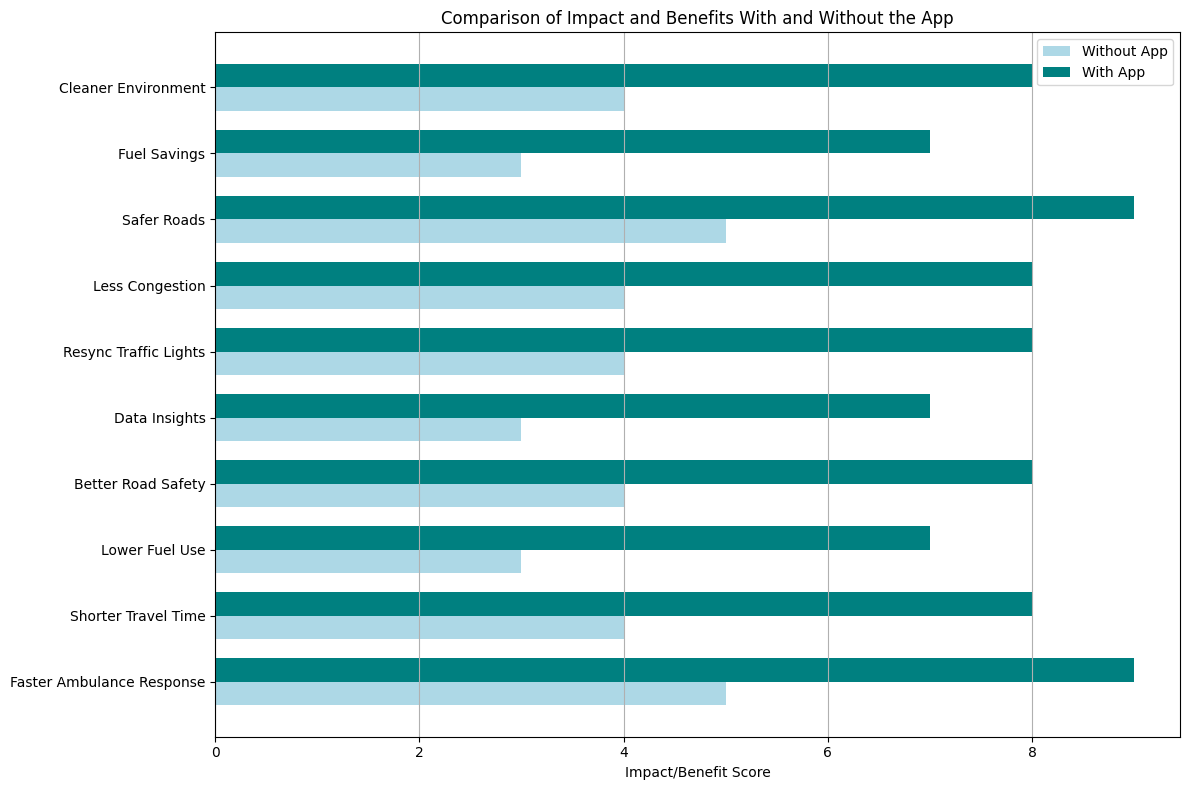 Comparison of Impact and Benefits With and Without the App
Without App
With App
Cleaner Environment
Fuel Savings
Safer Roads
Less Congestion
Resync Traffic Lights
Data Insights
Better Road Safety
Lower Fuel Use
Shorter Travel Time
Faster Ambulance Response
0 2 4 6 8
Impact/Benefit Score